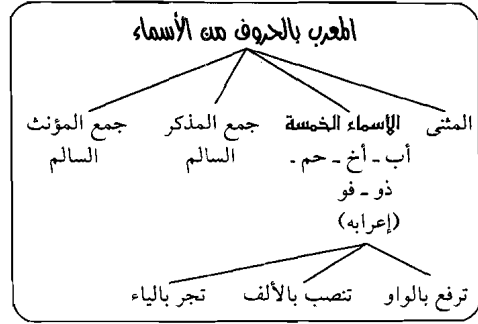 المعرب بالحروف من الأسماء
المثنى الأسماء الخمسة جمع المذكر جمع المؤنث
أب - أخ - حم - السالم السالم
ذو - فو
(إعرابه)
ترفع بالواو تنصب بالألف تجر بالياء